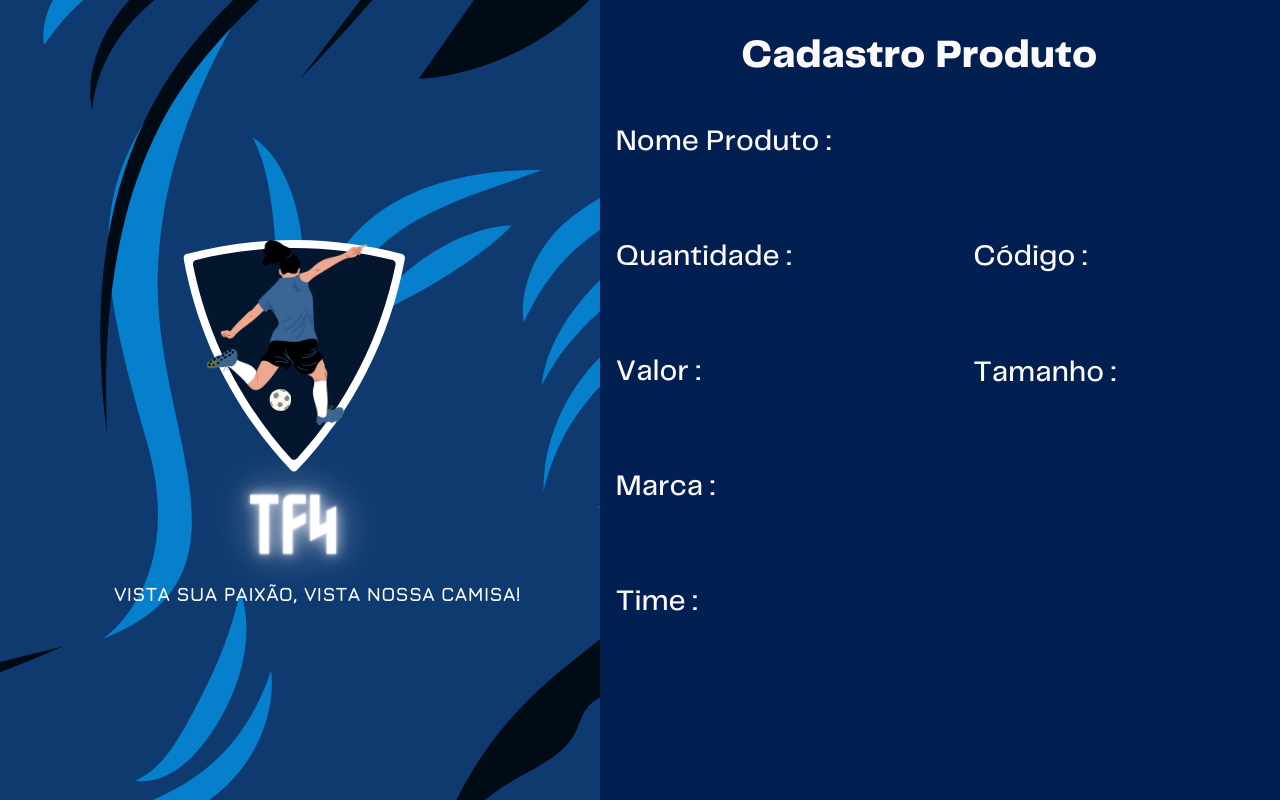 TF4
VISTA SUA PAIXÃO, VISTA NOSSA CAMISA!
Cadastro Produto
Nome Produto :
Quantidade :
Código :
Valor :
Tamanho :
Marca :
Time :